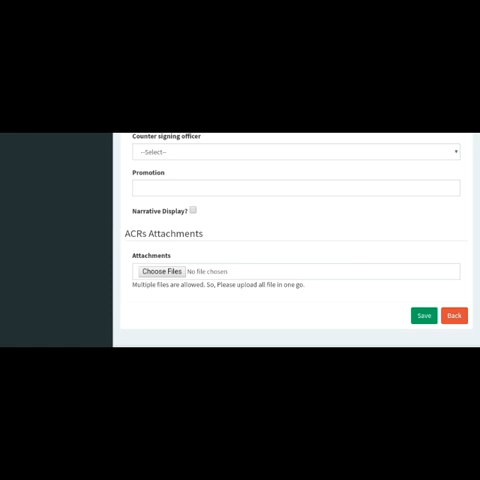 Counter signing officer
--Select--
Promotion
Narrative Display?
ACRs Attachments
Attachments
Choose Files No file chosen
Multiple files are allowed. So, Please upload all file in one go.
Save Back